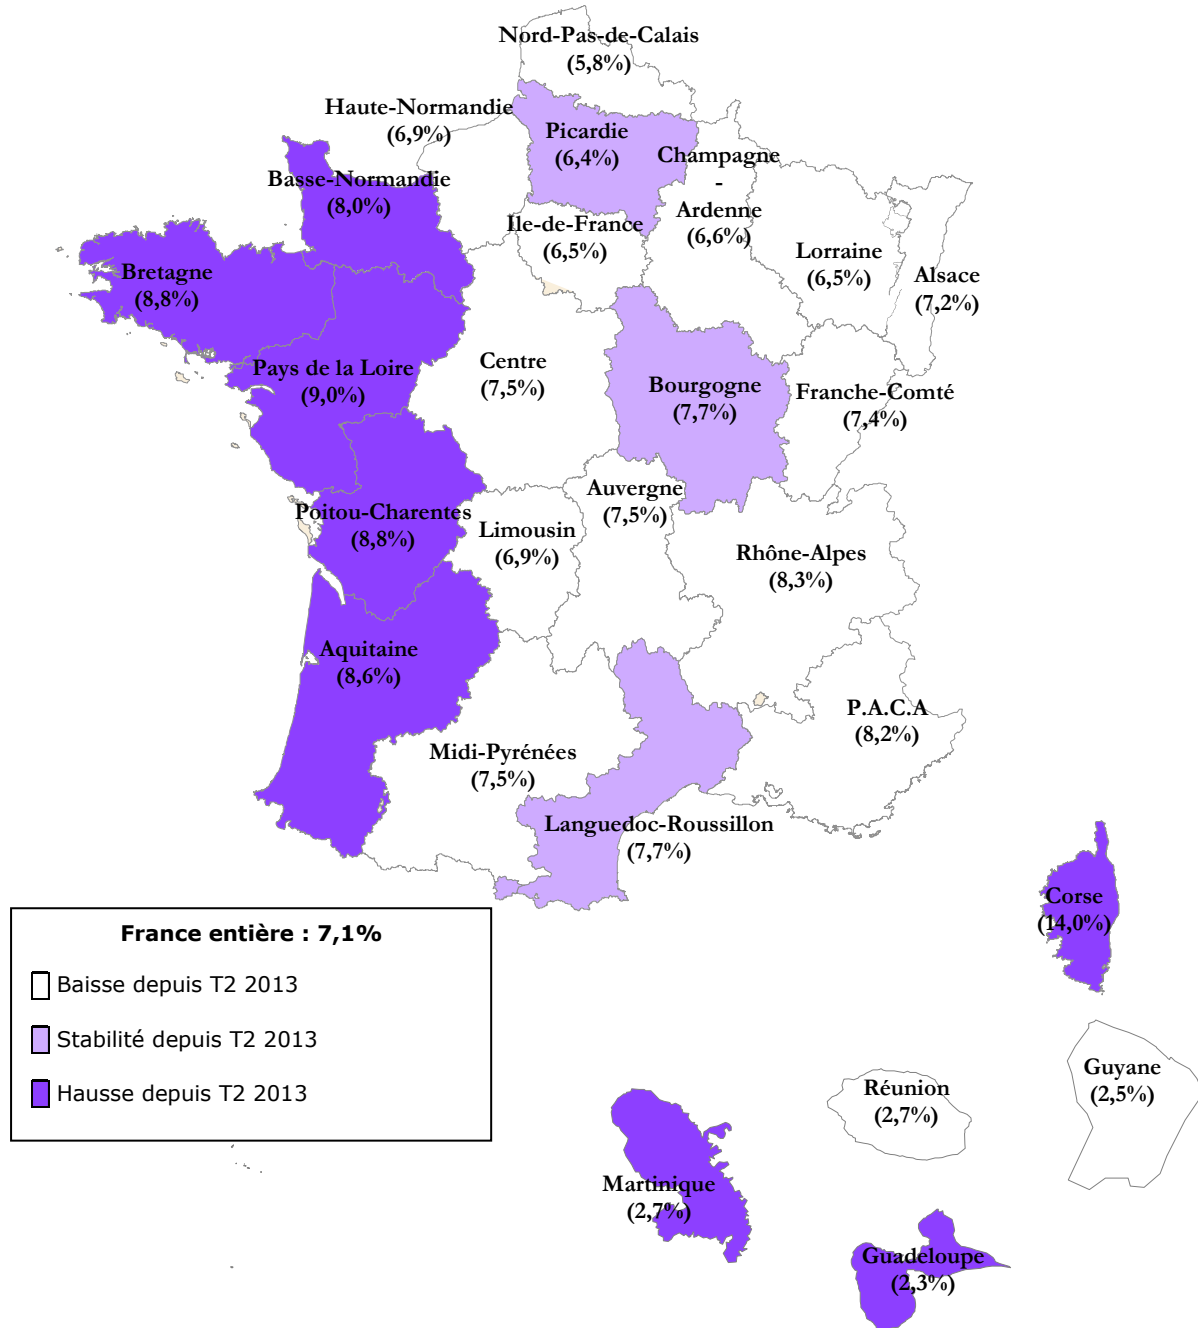 Nord-Pas-de-Calais
(5,8%)
Haute-Normandie
(6,9%)
Picardie
(6,4%)
Champagne
-
Ardenne
(6,6%)
Basse-Normandie
(8,0%)
Ile-de-France
(6,5%)
Lorraine
(6,5%)
Alsace
(7,2%)
Bretagne
(8,8%)
Pays de la Loire
(9,0%)
Centre
(7,5%)
Bourgogne
(7,7%)
Franche-Comté
(7,4%)
Auvergne
(7,5%)
Poitou-Charentes
(8,8%)
Limousin
(6,9%)
Rhône-Alpes
(8,3%)
Aquitaine
(8,6%)
P.A.C.A
(8,2%)
Midi-Pyrénées
(7,5%)
Languedoc-Roussillon
(7,7%)
Corse
(14,0%)
France entière : 7,1%
Baisse depuis T2 2013
Stabilité depuis T2 2013
Hausse depuis T2 2013
Guyane
(2,5%)
Réunion
(2,7%)
Martinique
(2,7%)
Guadeloupe
(2,3%)